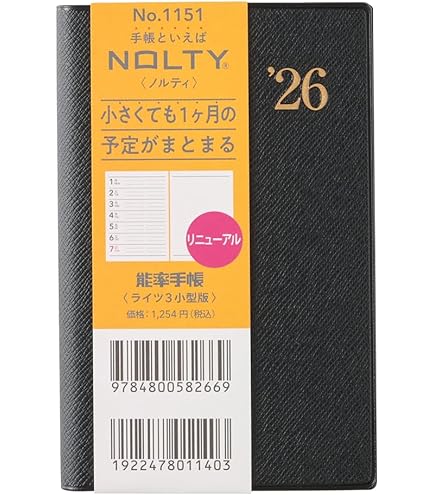 No.1151
手帳といえば
NOLTY®
〈ノルティ〉
小さくても1ヶ月の
予定がまとまる
1
2
3
4
5
6
7
リニューアル
能率手帳
〈ライツ3小型版〉
価格:1,254円(税込)
9784800582669
1922478011403
'26